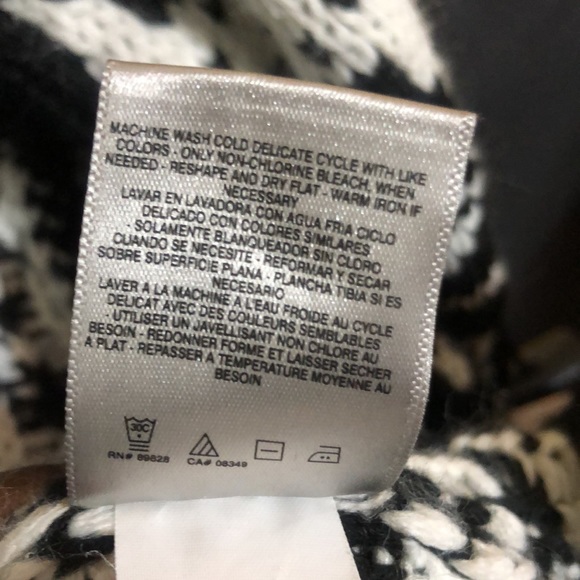 MACHINE WASH COLD DELICATE CYCLE WITH LIKE
COLORS - ONLY NON-CHLORINE BLEACH, WHEN
NEEDED - RESHAPE AND DRY FLAT - WARM IRON IF
NECESSARY
LAVAR EN LAVADORA CON AGUA FRIA CICLO
DELICADO CON COLORES SIMILARES
- SOLAMENTE BLANQUEADOR SIN CLORO
CUANDO SE NECESITE - REFORMAR Y SECAR
SOBRE SUPERFICIE PLANA - PLANCHA TIBIA SI ES
NECESARIO
LAVER A LA MACHINE A L'EAU FROIDE AU CYCLE
DELICAT AVEC DES COULEURS SEMBLABLES
- UTILISER UN JAVELLISANT NON CHLORE AU
BESOIN - REDONNER FORME ET LAISSER SECHER
A PLAT - REPASSER A TEMPERATURE MOYENNE AU
BESOIN
30C
RN# 89828 CA# 08349